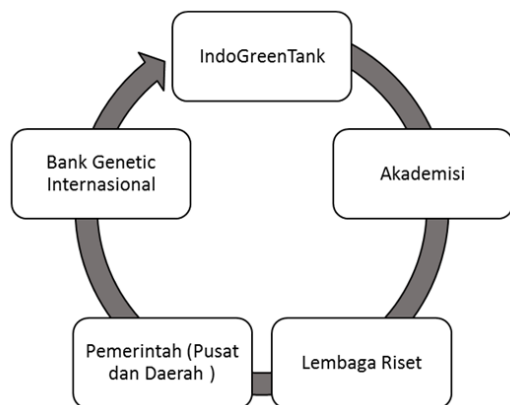 IndoGreenTank
Akademisi
Lembaga Riset
Pemerintah (Pusat
dan Daerah )
Bank Genetic
Internasional